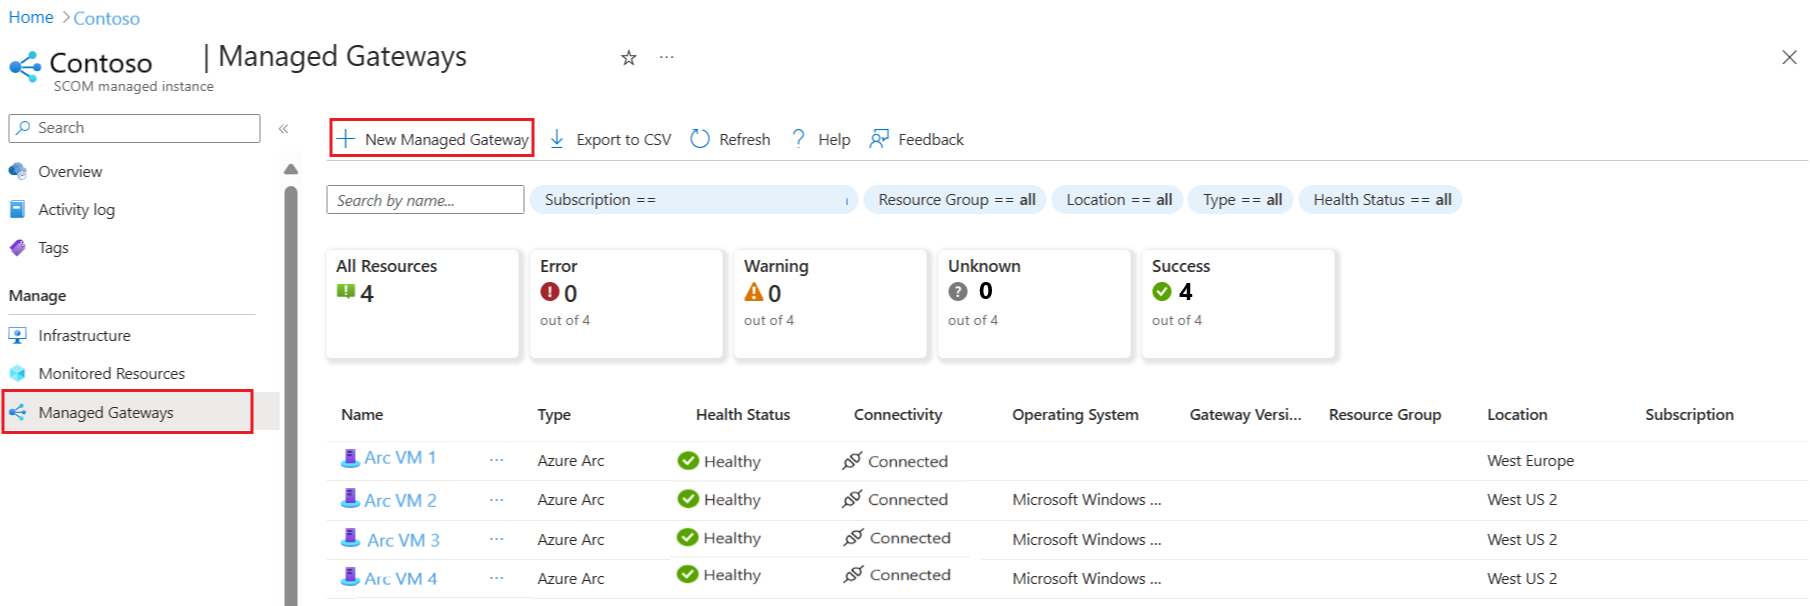 Home > Contoso
Contoso | Managed Gateways ...
SCOM managed instance
Search «
New Managed Gateway Export to CSV Refresh ? Help Feedback
Overview
Activity log
Tags
Manage
Infrastructure
Monitored Resources
Managed Gateways
Search by name... Subscription == Resource Group == all Location == all Type == all Health Status == all
All Resources Error Warning Unknown Success
4 0 0 0 4
out of 4 out of 4 out of 4 out of 4
Name Type Health Status Connectivity Operating System Gateway Versi... Resource Group Location Subscription
Arc VM 1 ... Azure Arc Healthy Connected West Europe
Arc VM 2 ... Azure Arc Healthy Connected Microsoft Windows ... West US 2
Arc VM 3 ... Azure Arc Healthy Connected Microsoft Windows ... West US 2
Arc VM 4 ... Azure Arc Healthy Connected Microsoft Windows ... West US 2